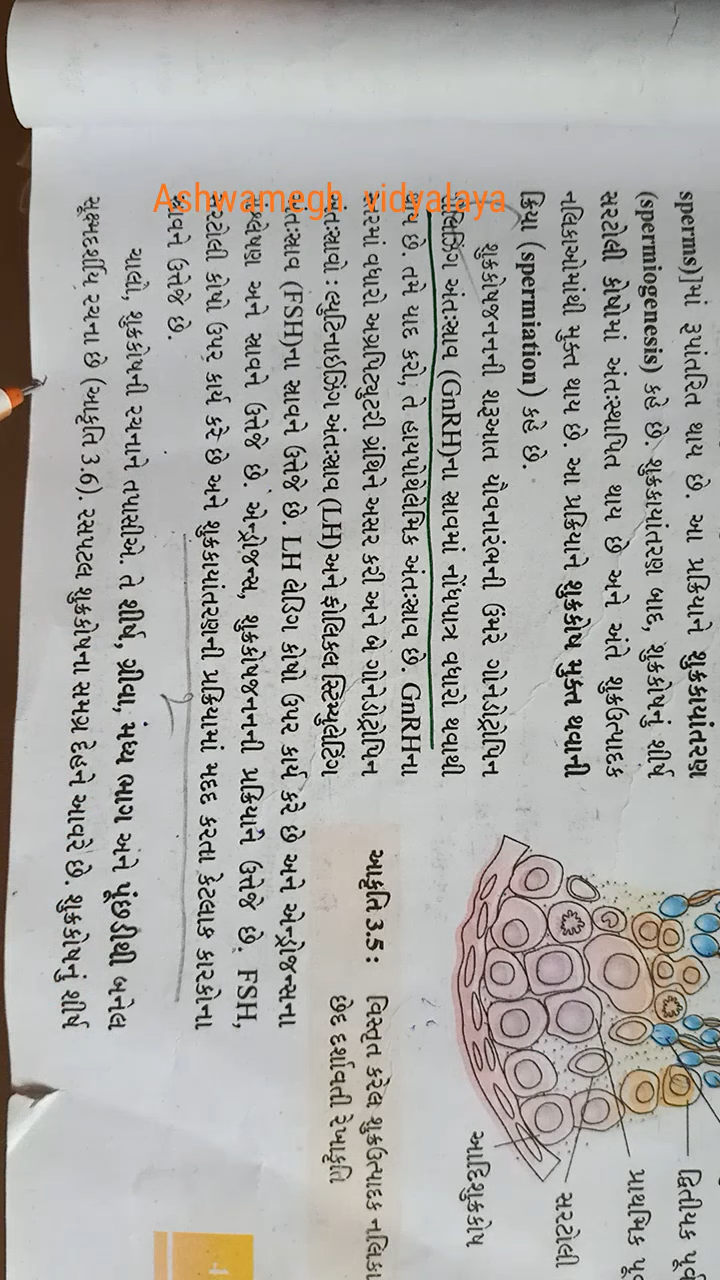 Ashwamegh vidyalaya
sperms)]માં રૂપાંતરિત થાય છે. આ પ્રક્રિયાને શુક્રકાયાંતરણ
(spermiogenesis) કહે છે. શુક્રકાયાંતરણ બાદ, શુક્રકોષનું શીર્ષ
સરટોલી કોષોમાં અંતઃસ્થાપિત થાય છે અને અંતે શુક્રઉત્પાદક
નલિકાઓમાંથી મુક્ત થાય છે. આ પ્રક્રિયાને શુક્રકોષ મુક્ત થવાની
ક્રિયા (spermiation) કહે છે.
શુક્રકોષજનનની શરૂઆત યૌવનારંભની ઉંમરે ગોનેડોટ્રોપિન
અંતઃસ્રાવ (GnRH)ના સ્રાવમાં નોંધપાત્ર વધારો થવાથી
છે. તમે યાદ કરો, તે હાયપોથેલેમિક અંતઃસ્રાવ છે. GnRHના
સ્તરમાં વધારો અગ્રપિટ્યુટરી ગ્રંથિને અસર કરી અને બે ગોનેડોટ્રોપિન
અંતઃસ્રાવો : લ્યુટિનાઈઝિંગ અંતઃસ્રાવ (LH) અને ફોલિકલ સ્ટિમ્યુલેટિંગ
અંતઃસ્રાવ (FSH)ના સ્રાવને ઉત્તેજે છે. LH લેડિગ કોષો ઉપર કાર્ય કરે છે અને એન્ડ્રોજન્સના
સંશ્લેષણ અને સ્રાવને ઉત્તેજે છે. એન્ડ્રોજન્સ, શુક્રકોષજનનની પ્રક્રિયાને ઉત્તેજે છે. FSH,
સરટોલી કોષો ઉપર કાર્ય કરે છે અને શુક્રકાયાંતરણની પ્રક્રિયામાં મદદ કરતા કેટલાક કારકોના
સ્રાવને ઉત્તેજે છે.
ચાલો, શુક્રકોષની રચનાને તપાસીએ. તે શીર્ષ, ગ્રીવા, મધ્ય ભાગ અને પૂંછડીથી બનેલ
સૂક્ષ્મદર્શીય રચના છે (આકૃતિ 3.6). રસપટલ શુક્રકોષના સમગ્ર દેહને આવરે છે. શુક્રકોષનું શીર્ષ
દ્વિતીયક પૂર્વ
પ્રાથમિક પૂ
સરટોલી
આદિશુક્રકોષ
આકૃતિ 3.5 : વિસ્તૃત કરેલ શુક્રઉત્પાદક નલિકા
છેદ દર્શાવતી રેખાકૃતિ